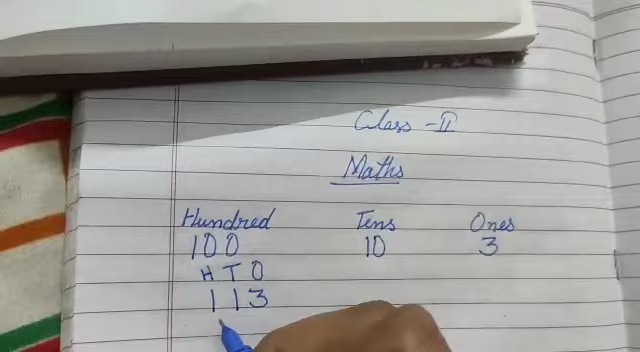 Class - II
Maths
Hundred Tens Ones
100 10 3
H T O
1 1 3